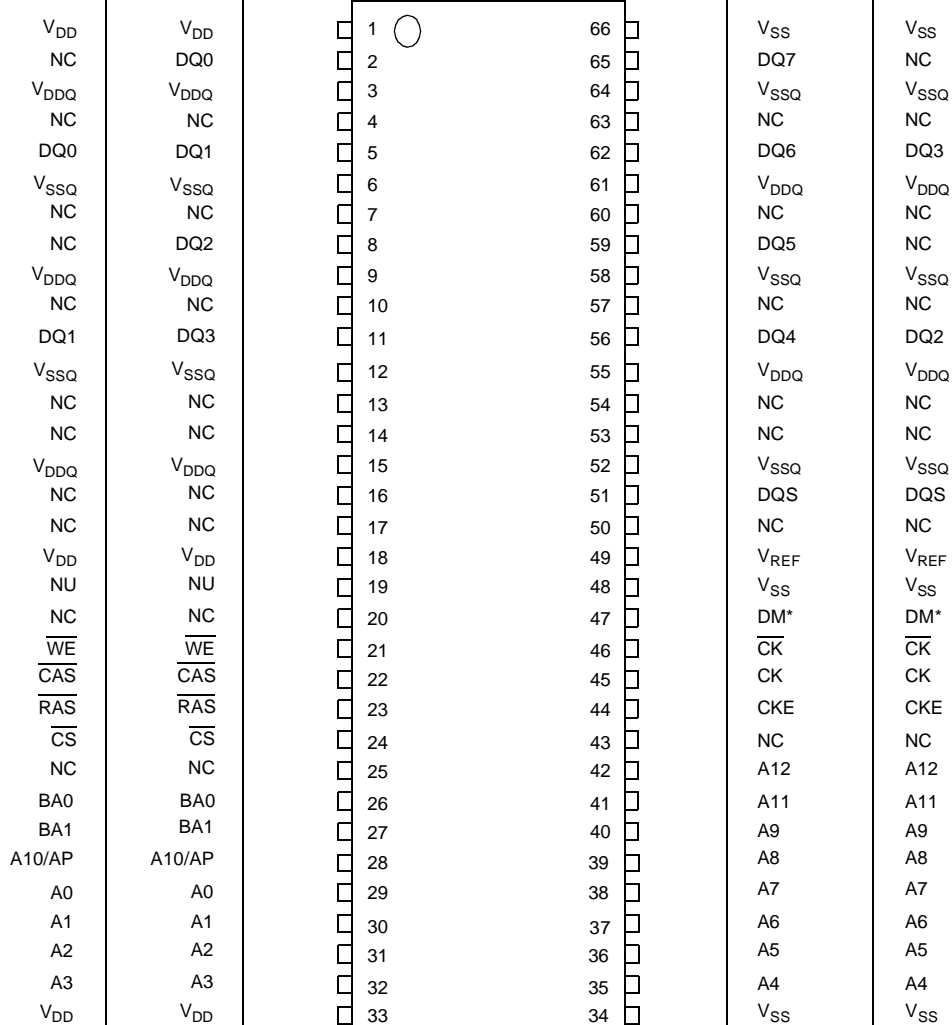 VDD VDD 1 66 VSS VSS
NC DQ0 2 65 DQ7 NC
VDDQ VDDQ 3 64 VSSQ VSSQ
NC NC 4 63 NC NC
DQ0 DQ1 5 62 DQ6 DQ3
VSSQ VSSQ 6 61 VDDQ VDDQ
NC NC 7 60 NC NC
NC DQ2 8 59 DQ5 NC
VDDQ VDDQ 9 58 VSSQ VSSQ
NC NC 10 57 NC NC
DQ1 DQ3 11 56 DQ4 DQ2
VSSQ VSSQ 12 55 VDDQ VDDQ
NC NC 13 54 NC NC
NC NC 14 53 NC NC
VDDQ VDDQ 15 52 VSSQ VSSQ
NC NC 16 51 DQS DQS
NC NC 17 50 NC NC
VDD VDD 18 49 VREF VREF
NU NU 19 48 VSS VSS
NC NC 20 47 DM* DM*
W̅E̅ W̅E̅ 21 46 C̅K̅ C̅K̅
C̅A̅S̅ C̅A̅S̅ 22 45 CK CK
R̅A̅S̅ R̅A̅S̅ 23 44 CKE CKE
C̅S̅ C̅S̅ 24 43 NC NC
NC NC 25 42 A12 A12
BA0 BA0 26 41 A11 A11
BA1 BA1 27 40 A9 A9
A10/AP A10/AP 28 39 A8 A8
A0 A0 29 38 A7 A7
A1 A1 30 37 A6 A6
A2 A2 31 36 A5 A5
A3 A3 32 35 A4 A4
VDD VDD 33 34 VSS VSS